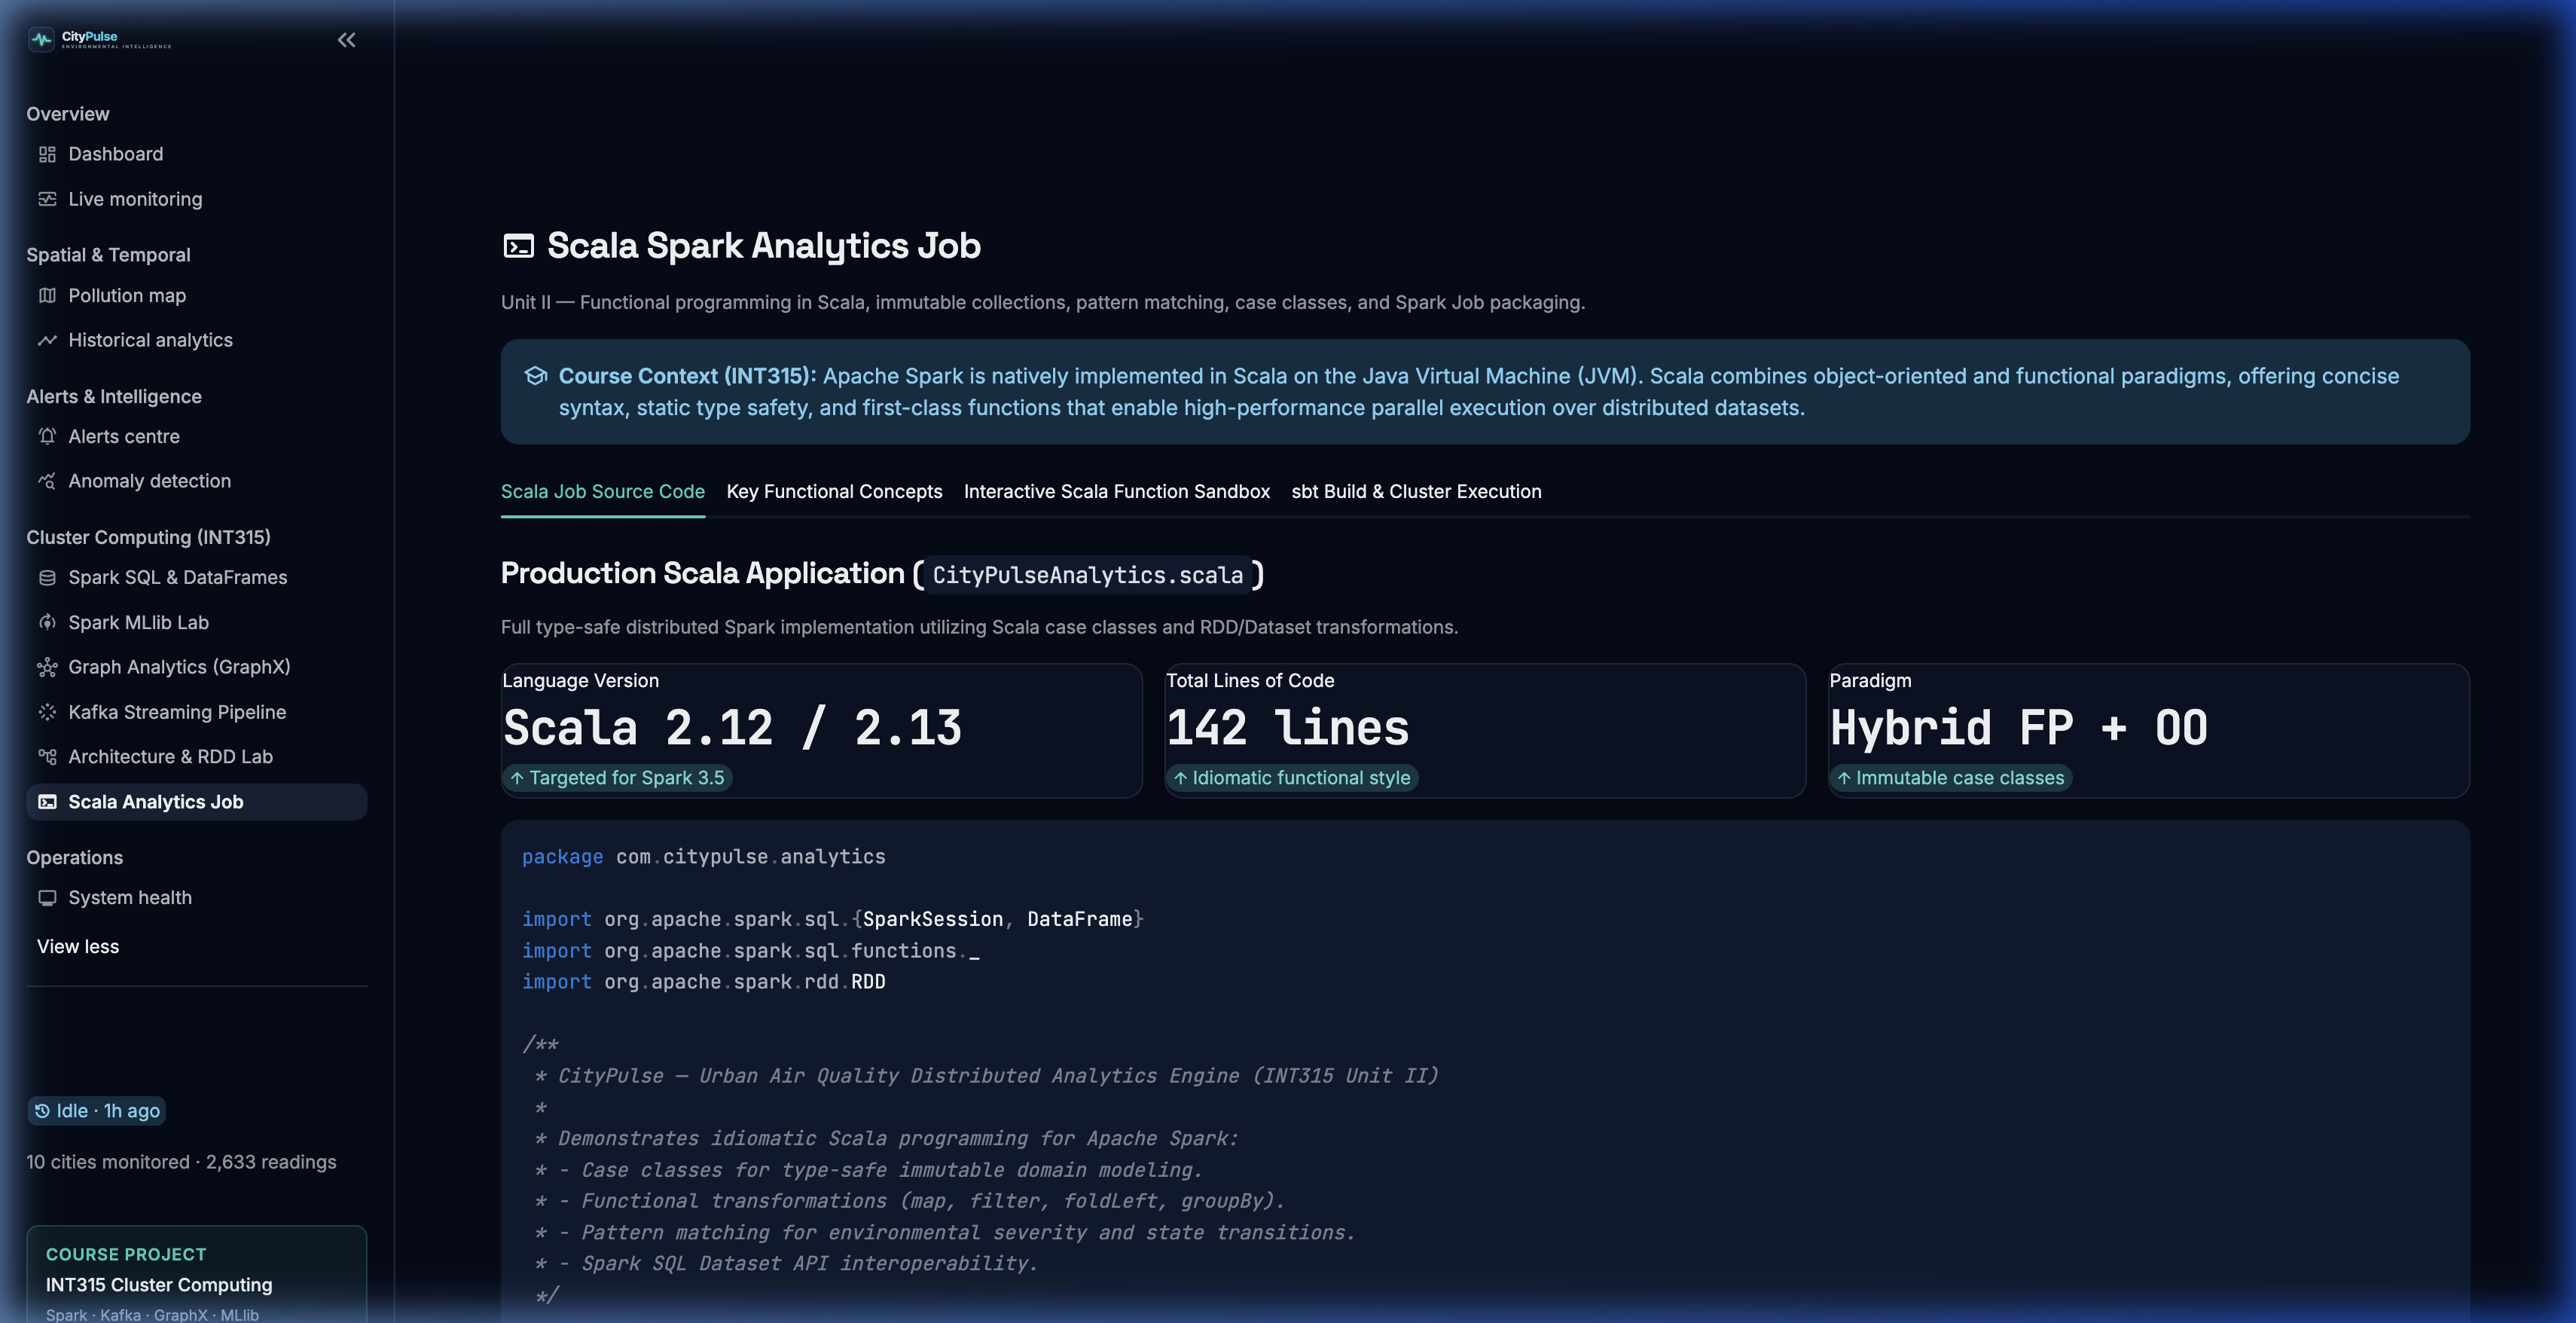 CityPulse
ENVIRONMENTAL INTELLIGENCE
Overview
Dashboard
Live monitoring
Spatial & Temporal
Pollution map
Historical analytics
Alerts & Intelligence
Alerts centre
Anomaly detection
Cluster Computing (INT315)
Spark SQL & DataFrames
Spark MLlib Lab
Graph Analytics (GraphX)
Kafka Streaming Pipeline
Architecture & RDD Lab
Scala Analytics Job
Operations
System health
View less
Idle · 1h ago
10 cities monitored · 2,633 readings
COURSE PROJECT
INT315 Cluster Computing
Spark · Kafka · GraphX · MLlib
Scala Spark Analytics Job
Unit II — Functional programming in Scala, immutable collections, pattern matching, case classes, and Spark Job packaging.
Course Context (INT315): Apache Spark is natively implemented in Scala on the Java Virtual Machine (JVM). Scala combines object-oriented and functional paradigms, offering concise
syntax, static type safety, and first-class functions that enable high-performance parallel execution over distributed datasets.
Scala Job Source Code Key Functional Concepts Interactive Scala Function Sandbox sbt Build & Cluster Execution
Production Scala Application (CityPulseAnalytics.scala)
Full type-safe distributed Spark implementation utilizing Scala case classes and RDD/Dataset transformations.
Language Version
Scala 2.12 / 2.13
↑ Targeted for Spark 3.5
Total Lines of Code
142 lines
↑ Idiomatic functional style
Paradigm
Hybrid FP + OO
↑ Immutable case classes
package com.citypulse.analytics
import org.apache.spark.sql.{SparkSession, DataFrame}
import org.apache.spark.sql.functions._
import org.apache.spark.rdd.RDD
/**
* CityPulse — Urban Air Quality Distributed Analytics Engine (INT315 Unit II)
*
* Demonstrates idiomatic Scala programming for Apache Spark:
* - Case classes for type-safe immutable domain modeling.
* - Functional transformations (map, filter, foldLeft, groupBy).
* - Pattern matching for environmental severity and state transitions.
* - Spark SQL Dataset API interoperability.
*/